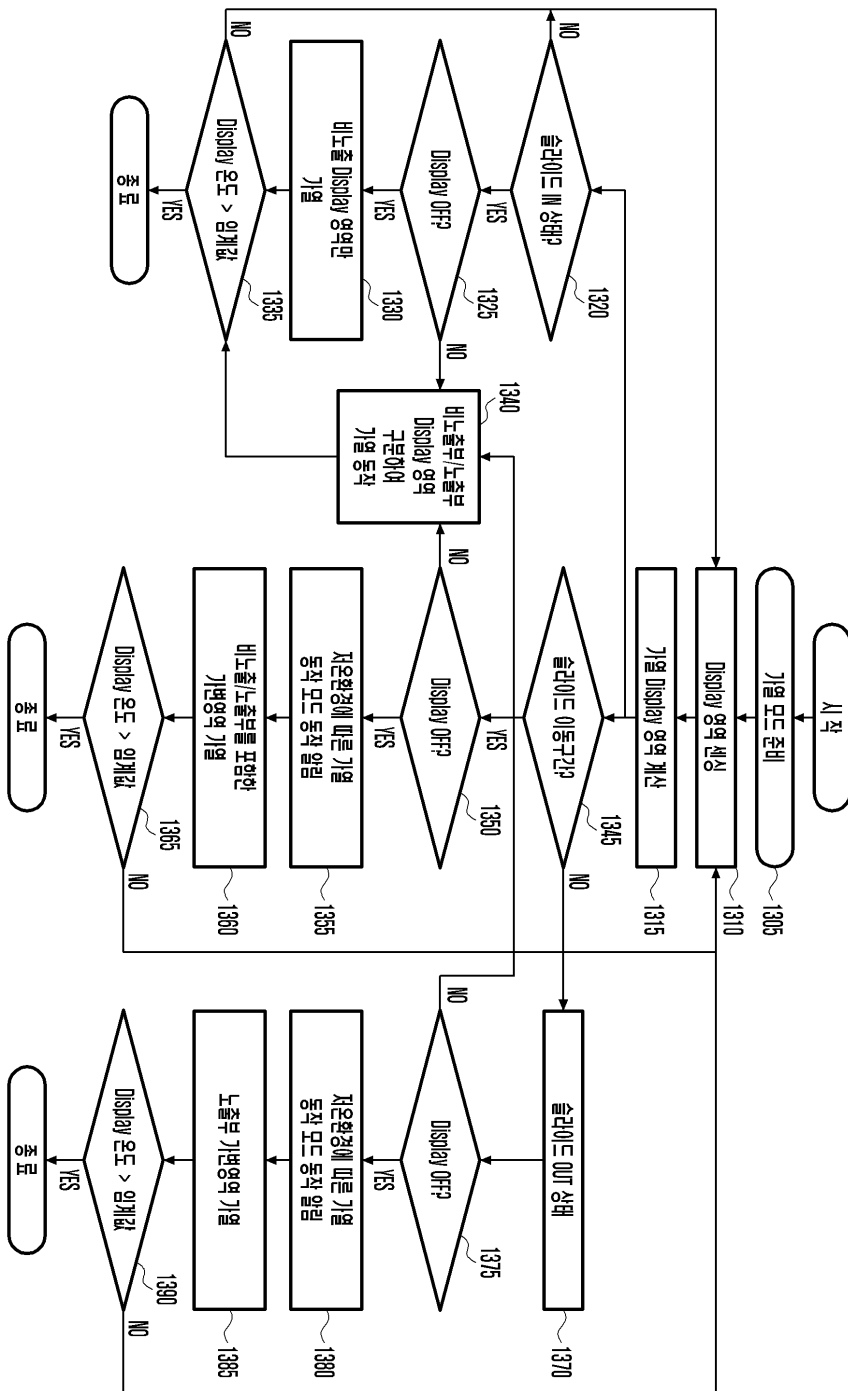 시 작
가열 모드 준비
1305
Display 영역 센싱
1310
가열 Display 영역 계산
1315
슬라이드 IN 상태?
1320
NO
YES
Display OFF?
1325
NO
YES
비노출 Display 영역만
가열
1330
Display 온도 > 임계값
1335
NO
YES
종료
1340
비노출부/노출부
Display 영역
구분하여
가열 동작
슬라이드 이동구간?
1345
NO
YES
Display OFF?
1350
NO
YES
저온환경에 따른 가열
동작 모드 동작 알림
1355
비노출/노출부를 포함한
가변영역 가열
1360
Display 온도 > 임계값
1365
NO
YES
종료
슬라이드 OUT 상태
1370
Display OFF?
1375
NO
YES
저온환경에 따른 가열
동작 모드 동작 알림
1380
노출부 가변영역 가열
1385
Display 온도 > 임계값
1390
NO
YES
종료